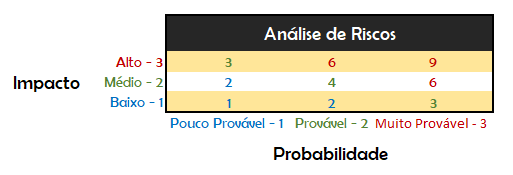 Análise de Riscos
Alto - 3 3 6 9
Impacto
Médio - 2 2 4 6
Baixo - 1 1 2 3
Pouco Provável - 1 Provável - 2 Muito Provável - 3
Probabilidade